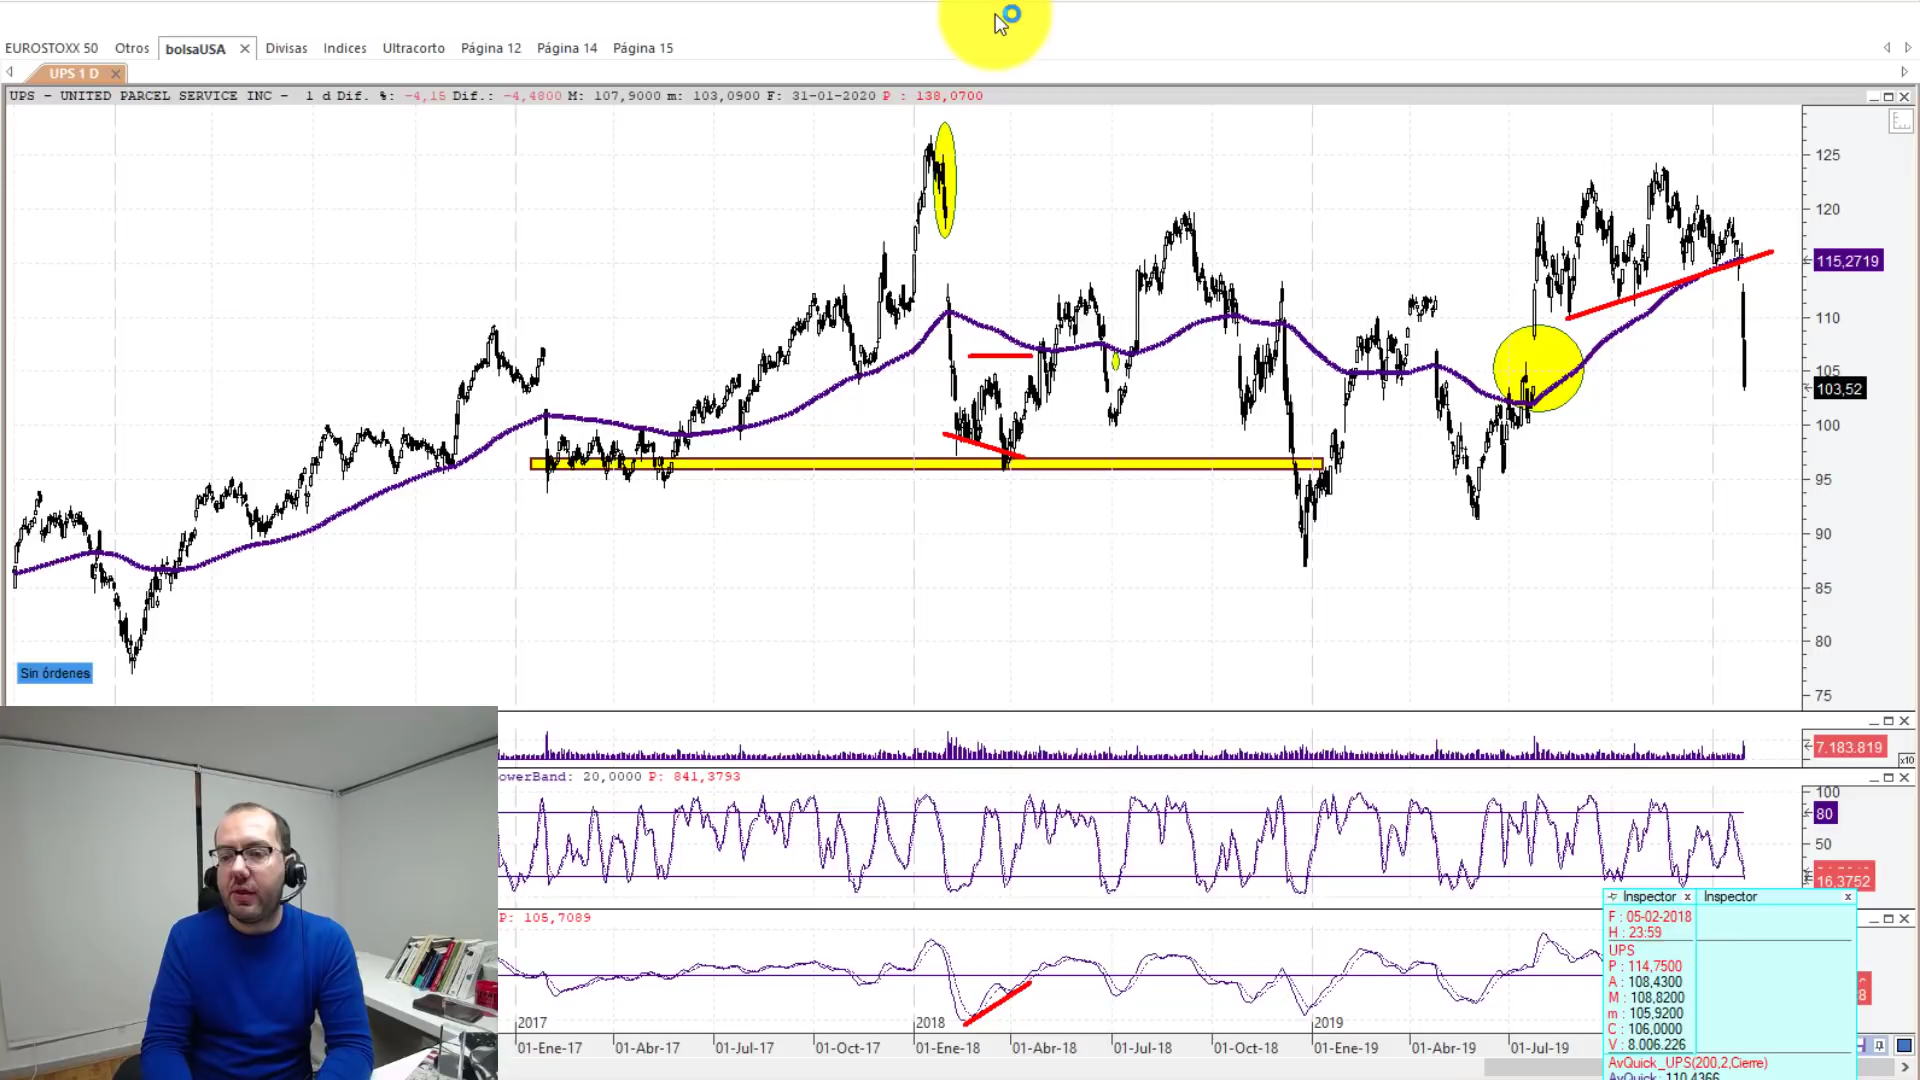 EUROSTOXX 50 Otros bolsaUSA Divisas Indices Ultracorto Página 12 Página 14 Página 15
UPS 1 D
UPS - UNITED PARCEL SERVICE INC - 1 d Dif. %: -4,15 Dif.: -4,4800 M: 107,9000 m: 103,0900 F: 31-01-2020 P : 138,0700
125
120
115,2719
110
105
103,52
100
95
90
85
80
75
Sin órdenes
7.183.819
x10
owerBand: 20,0000 P: 841,3793
100
80
50
16,3752
P: 105,7089
8
2017 2018 2019
01-Ene-17 01-Abr-17 01-Jul-17 01-Oct-17 01-Ene-18 01-Abr-18 01-Jul-18 01-Oct-18 01-Ene-19 01-Abr-19 01-Jul-19
Inspector Inspector
F : 05-02-2018
H : 23:59
UPS
P : 114,7500
A : 108,4300
M : 108,8200
m : 105,9200
C : 106,0000
V : 8.006.226
AvQuick_UPS(200,2,Cierre)
AvQuick: 110,4366